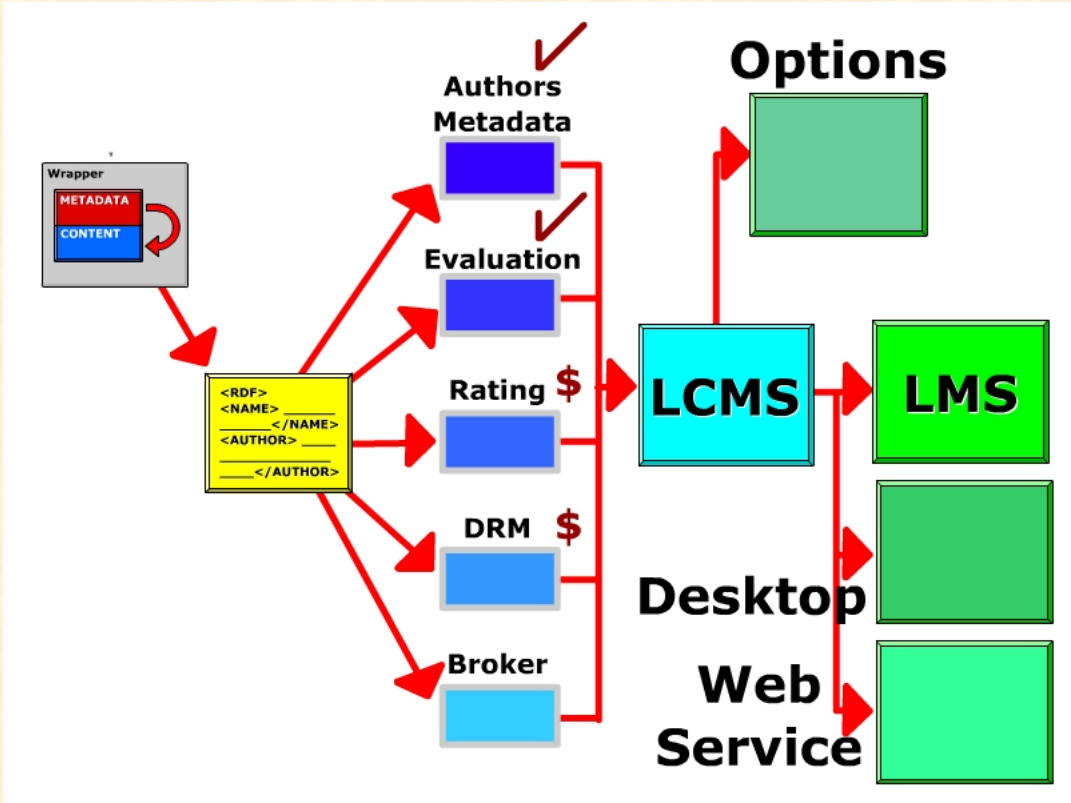 Options
Authors
Metadata ✓
Wrapper
METADATA
CONTENT
Evaluation ✓
<RDF>
<NAME> ______
______</NAME>
<AUTHOR> ____
_____________
____</AUTHOR>
Rating $
LCMS
LMS
DRM $
Desktop
Broker
Web
Service